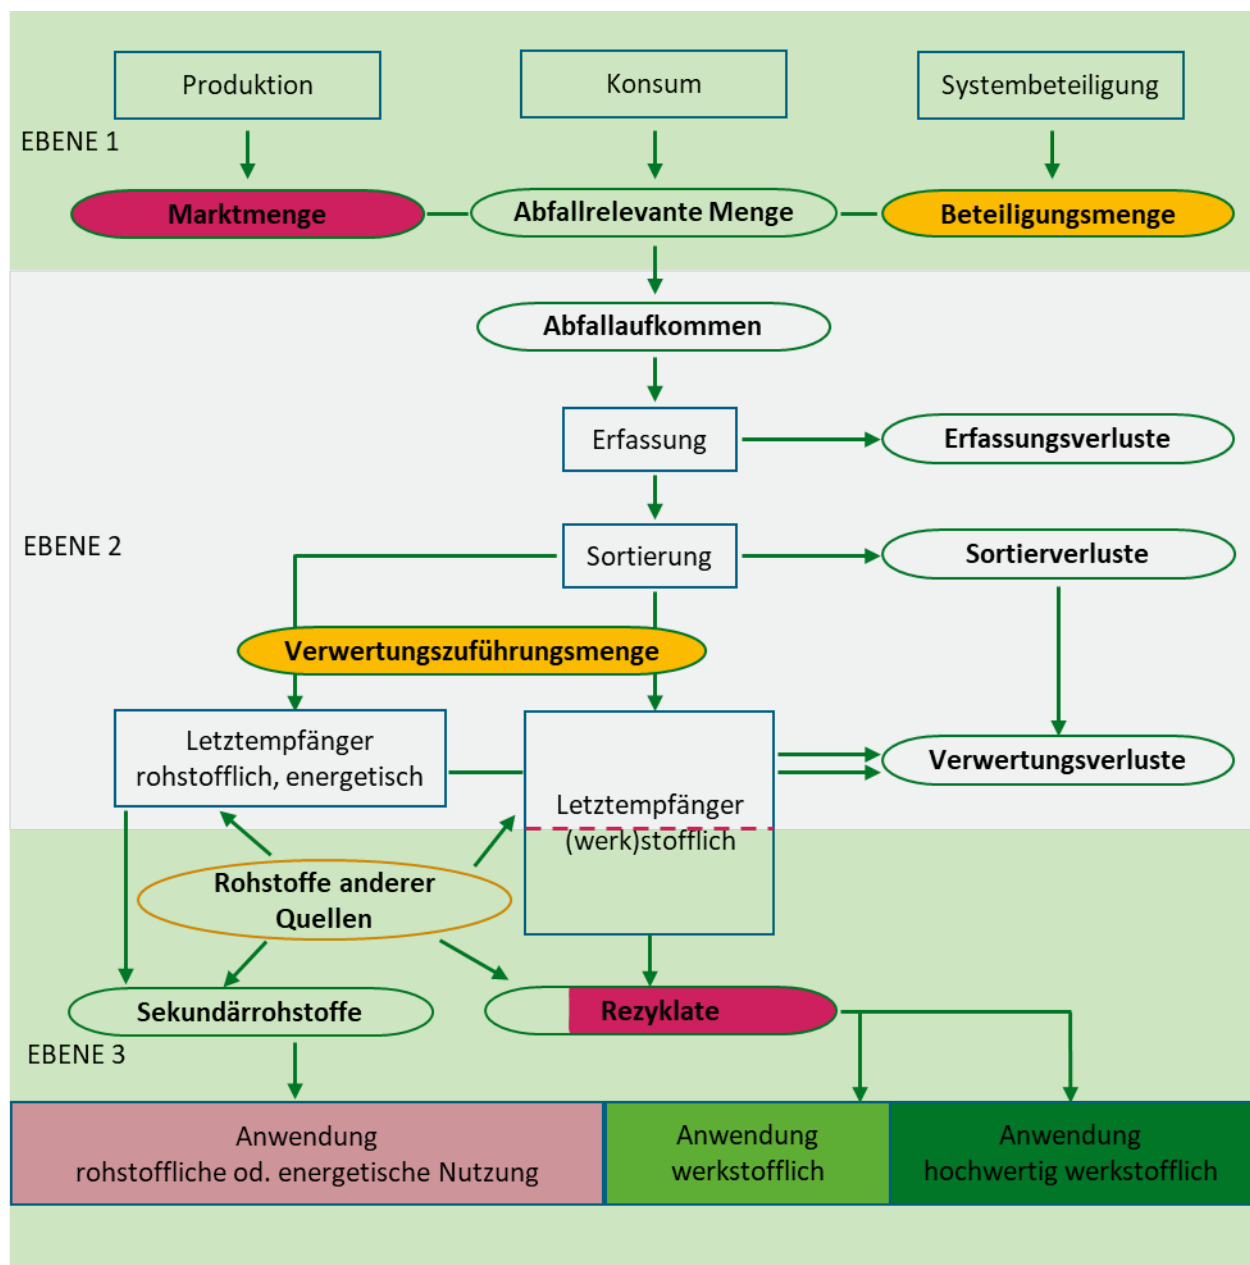 Produktion
Konsum
Systembeteiligung
EBENE 1
Marktmenge
Abfallrelevante Menge
Beteiligungsmenge
Abfallaufkommen
Erfassung
Erfassungsverluste
EBENE 2
Sortierung
Sortierverluste
Verwertungszuführungsmenge
Letztempfänger
rohstofflich, energetisch
Verwertungsverluste
Letztempfänger
(werk)stofflich
Rohstoffe anderer
Quellen
Sekundärrohstoffe
Rezyklate
EBENE 3
Anwendung
rohstoffliche od. energetische Nutzung
Anwendung
werkstofflich
Anwendung
hochwertig werkstofflich